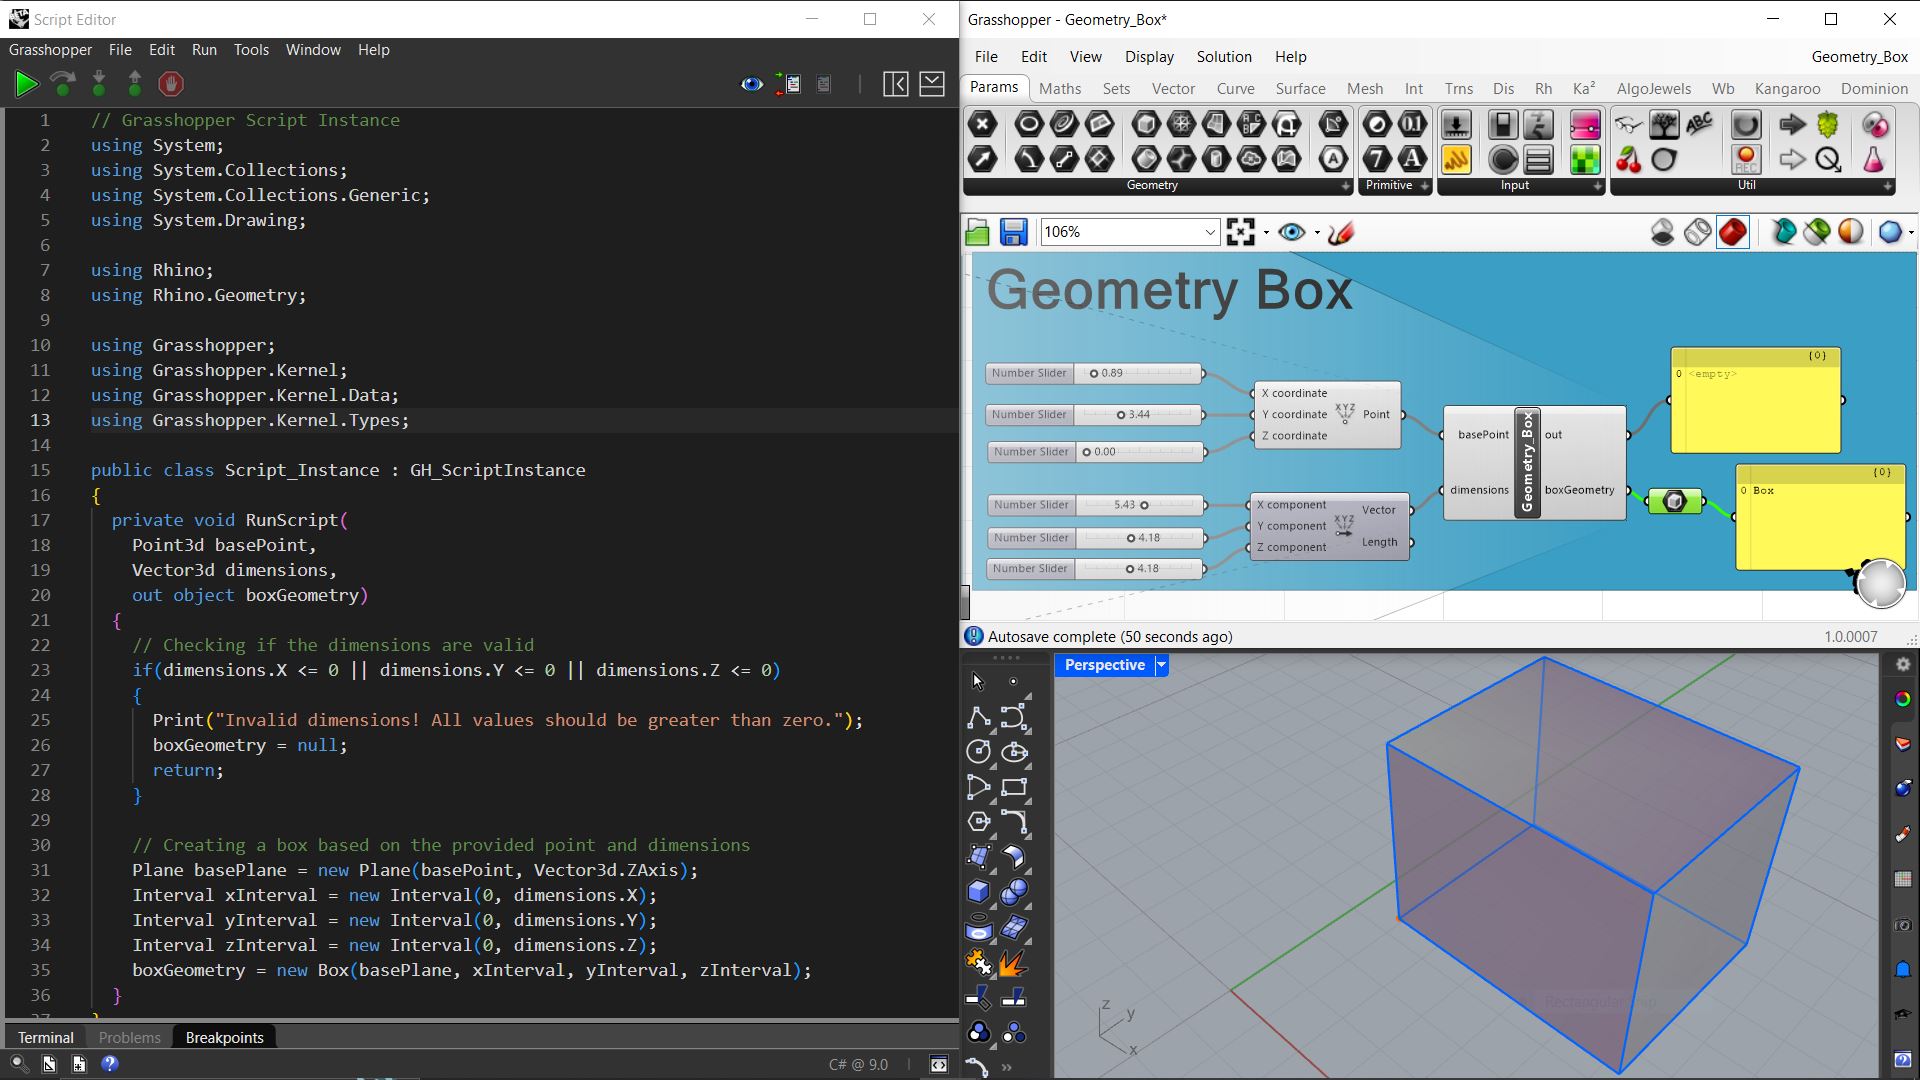 Script Editor
Grasshopper File Edit Run Tools Window Help
1 // Grasshopper Script Instance
2 using System;
3 using System.Collections;
4 using System.Collections.Generic;
5 using System.Drawing;
6
7 using Rhino;
8 using Rhino.Geometry;
9
10 using Grasshopper;
11 using Grasshopper.Kernel;
12 using Grasshopper.Kernel.Data;
13 using Grasshopper.Kernel.Types;
14
15 public class Script_Instance : GH_ScriptInstance
16 {
17 private void RunScript(
18 Point3d basePoint,
19 Vector3d dimensions,
20 out object boxGeometry)
21 {
22 // Checking if the dimensions are valid
23 if(dimensions.X <= 0 || dimensions.Y <= 0 || dimensions.Z <= 0)
24 {
25 Print("Invalid dimensions! All values should be greater than zero.");
26 boxGeometry = null;
27 return;
28 }
29
30 // Creating a box based on the provided point and dimensions
31 Plane basePlane = new Plane(basePoint, Vector3d.ZAxis);
32 Interval xInterval = new Interval(0, dimensions.X);
33 Interval yInterval = new Interval(0, dimensions.Y);
34 Interval zInterval = new Interval(0, dimensions.Z);
35 boxGeometry = new Box(basePlane, xInterval, yInterval, zInterval);
36 }
37 }
Terminal Problems Breakpoints
C# @ 9.0
Grasshopper - Geometry_Box*
File Edit View Display Solution Help Geometry_Box
Params Maths Sets Vector Curve Surface Mesh Int Trns Dis Rh Ka² AlgoJewels Wb Kangaroo Dominion
Geometry Primitive Input Util
106%
Geometry Box
Number Slider 0.89
Number Slider 3.44
Number Slider 0.00
X coordinate
Y coordinate
Z coordinate
XYZ
Point
Number Slider 5.43
Number Slider 4.18
Number Slider 4.18
X component
Y component
Z component
XYZ
Vector
Length
basePoint
dimensions
Geometry_Box
out
boxGeometry
{0}
0 <empty>
{0}
0 Box
Autosave complete (50 seconds ago) 1.0.0007
Perspective
z
y
x